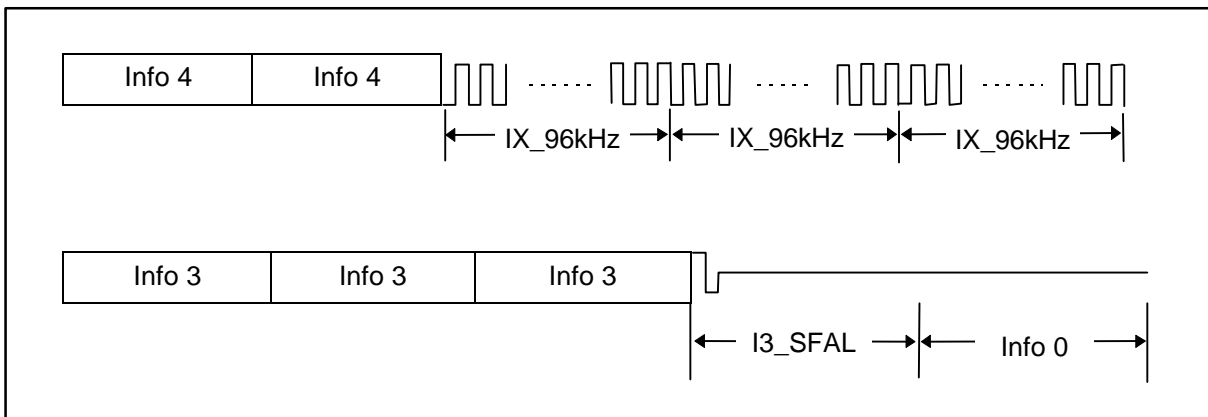 Info 4 Info 4
IX_96kHz IX_96kHz IX_96kHz
Info 3 Info 3 Info 3
I3_SFAL Info 0